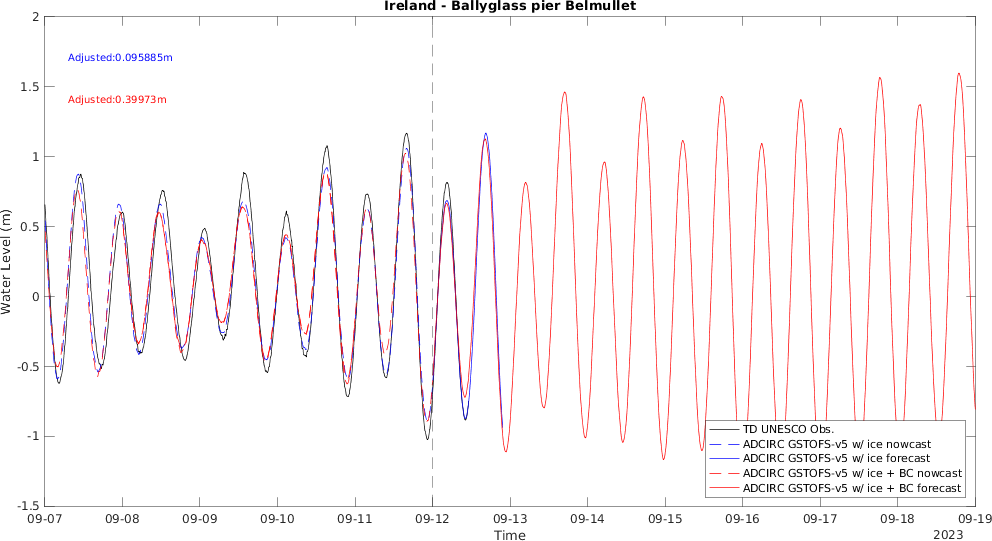 Ireland - Ballyglass pier Belmullet
Adjusted:0.095885m
Adjusted:0.39973m
Water Level (m)
2
1.5
1
0.5
0
-0.5
-1
-1.5
TD UNESCO Obs.
ADCIRC GSTOFS-v5 w/ ice nowcast
ADCIRC GSTOFS-v5 w/ ice forecast
ADCIRC GSTOFS-v5 w/ ice + BC nowcast
ADCIRC GSTOFS-v5 w/ ice + BC forecast
09-07 09-08 09-09 09-10 09-11 09-12 09-13 09-14 09-15 09-16 09-17 09-18 09-19
Time
2023